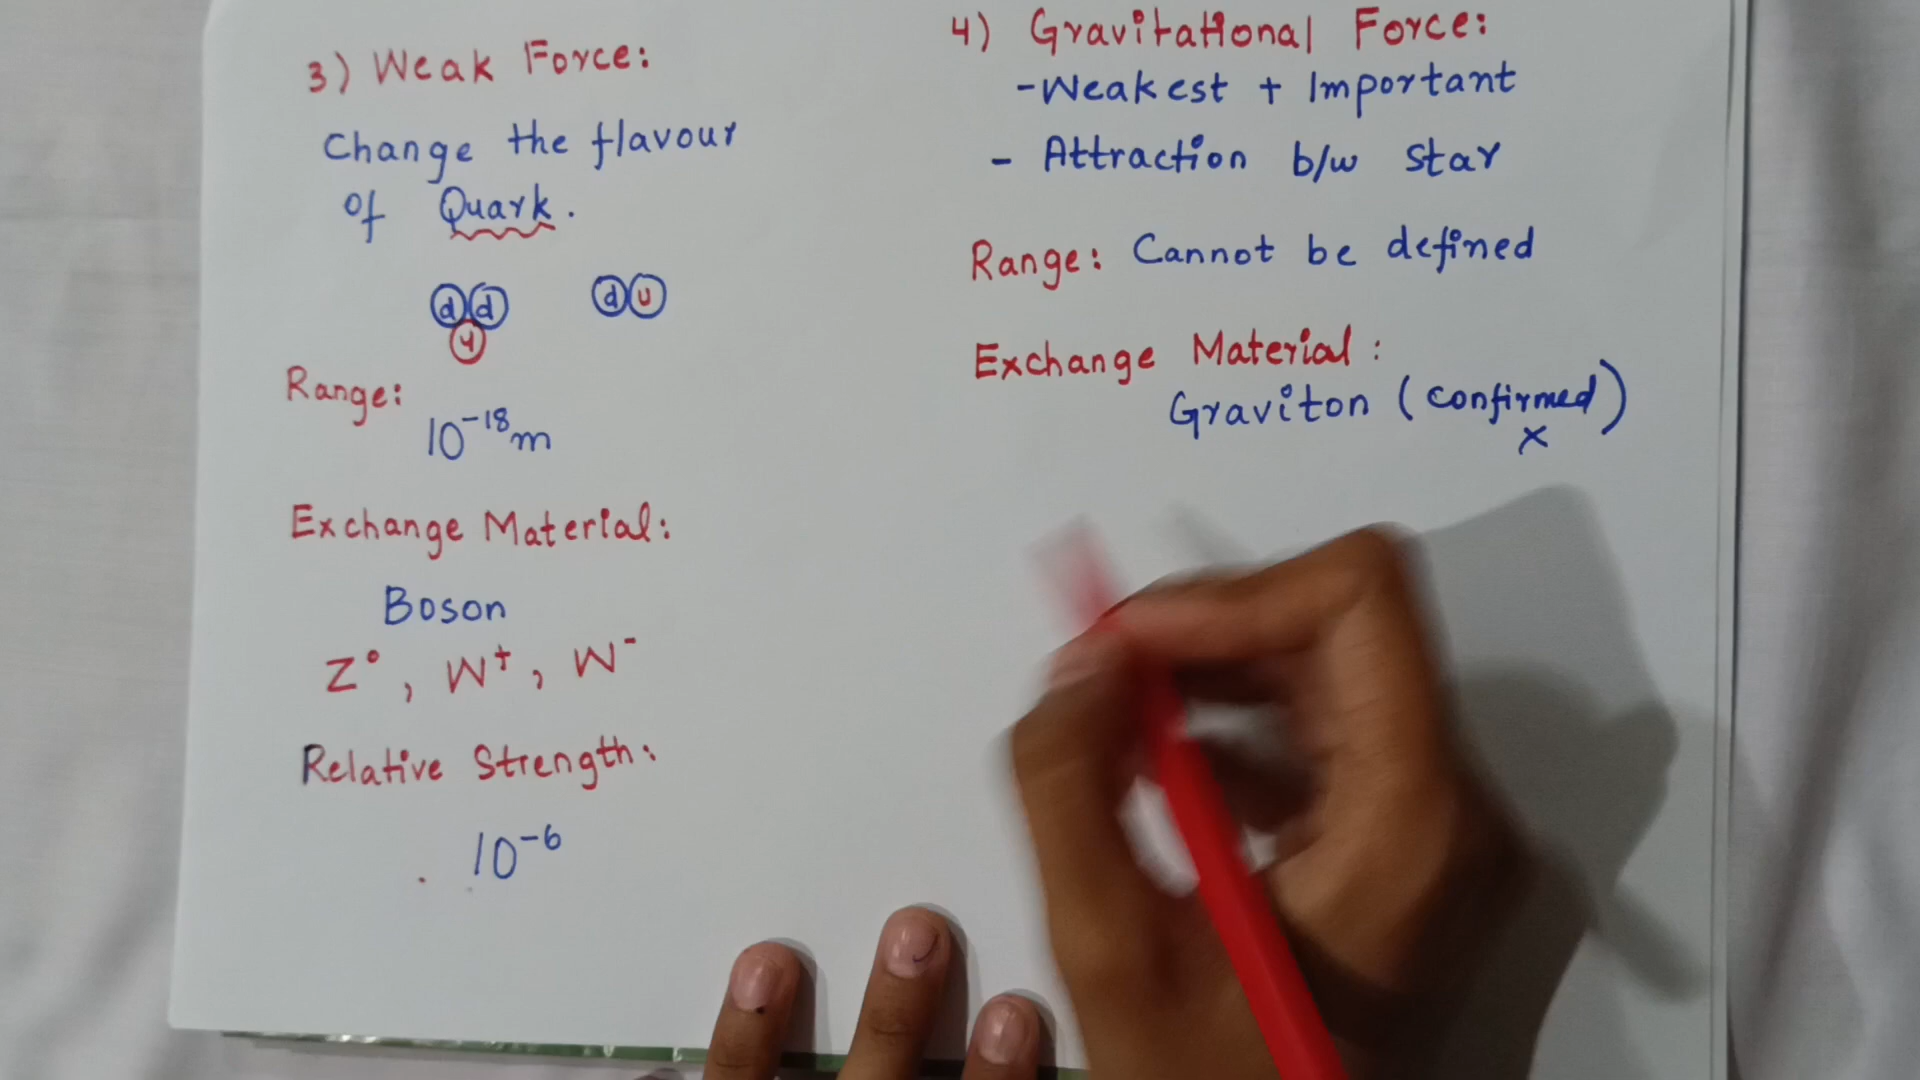 3) Weak Force:
Change the flavour
of Quark.
d d d u
u
Range:
10⁻¹⁸m
Exchange Material:
Boson
Z°, W⁺, W⁻
Relative Strength:
10⁻⁶
4) Gravitational Force:
-Weakest + Important
- Attraction b/w star
Range: Cannot be defined
Exchange Material:
Graviton (confirmed)
x